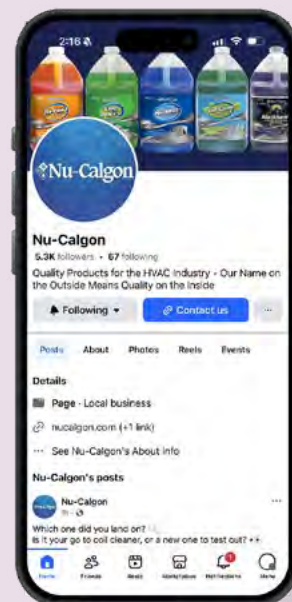 2:16
Nu-Calgon
Nu-Calgon
5.3K followers • 67 following
Quality Products for the HVAC Industry - Our Name on
the Outside Means Quality on the Inside
Following
Contact us
Posts About Photos Reels Events
Details
Page · Local business
nucalgon.com (+1 link)
See Nu-Calgon's About Info
Nu-Calgon's posts
Nu-Calgon
Which one did you land on?
Is it your go to coil cleaner, or a new one to test out?
Home Friends Reels Marketplace Notifications Menu